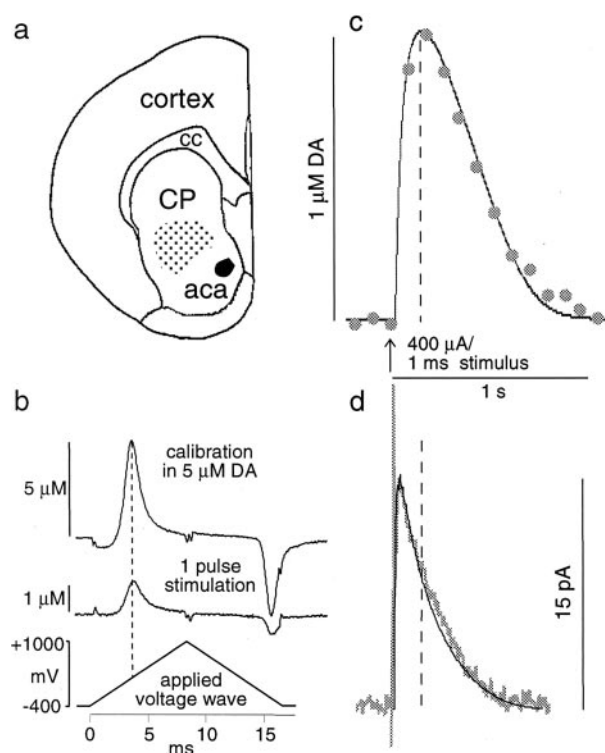 a
cortex
cc
CP
aca
b
calibration
in 5 μM DA
5 μM
1 pulse
stimulation
1 μM
+1000
mV
-400
applied
voltage wave
0 5 10 15
ms
c
1 μM DA
400 μA/
1 ms stimulus
1 s
d
15 pA